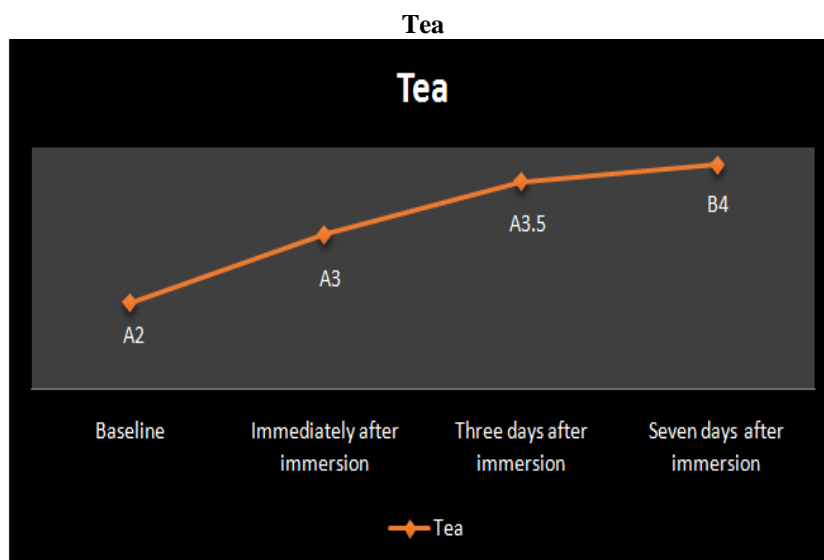 Tea
Tea
A2
A3
A3.5
B4
Baseline
Immediately after
immersion
Three days after
immersion
Seven days after
immersion
Tea